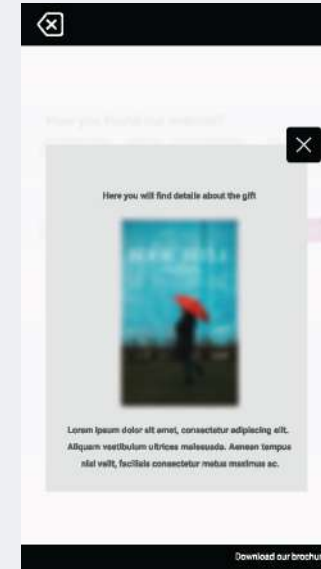 Here you will find details about the gift
Lorem ipsum dolor sit amet, consectetur adipiscing elit.
Aliquam vestibulum ultrices malesuada. Aenean tempus
nisl velit, facilisis consectetur metus maximus ac.
Download our brochur